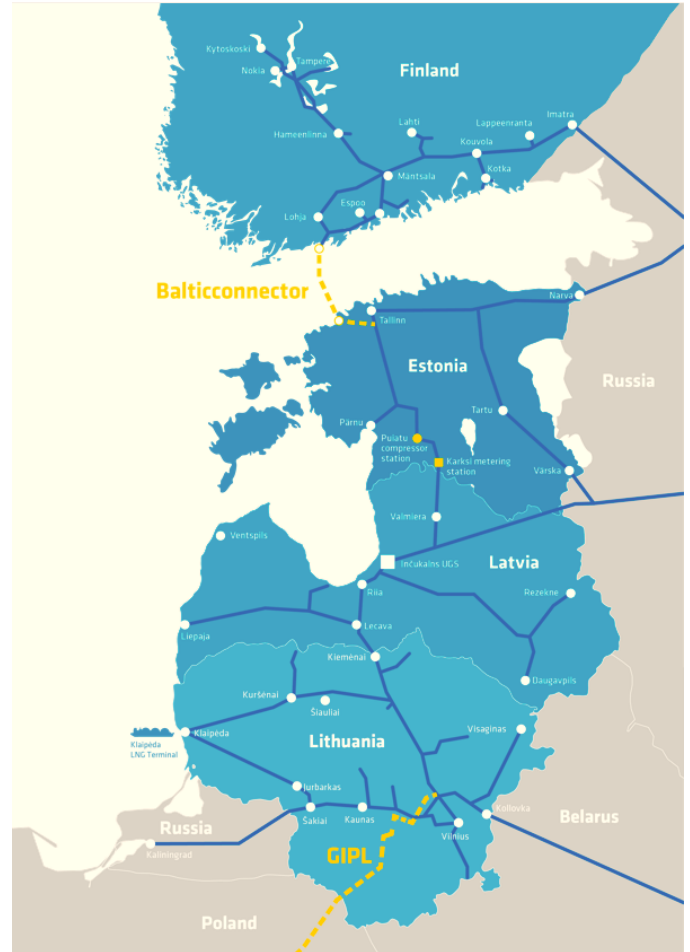 Kytoskoski
Tampere
Nokia
Finland
Imatra
Lahti
Lappeenranta
Hameenlinna
Kouvola
Kotka
Mäntsala
Espoo
Lohja
Balticconnector
Narva
Tallinn
Estonia
Russia
Tartu
Pärnu
Puiatu
compressor
station
Karksi metering
station
Värska
Valmiera
Ventspils
Inčukalns UGS
Latvia
Riia
Rezekne
Liepaja
Lecava
Kiemėnai
Daugavpils
Kuršėnai
Šiauliai
Visaginas
Klaipėda
Lithuania
Klaipėda
LNG Terminal
Jurbarkas
Russia
Šakiai
Kaunas
Kollovka
Belarus
Vilnius
Kaliningrad
GIPL
Poland